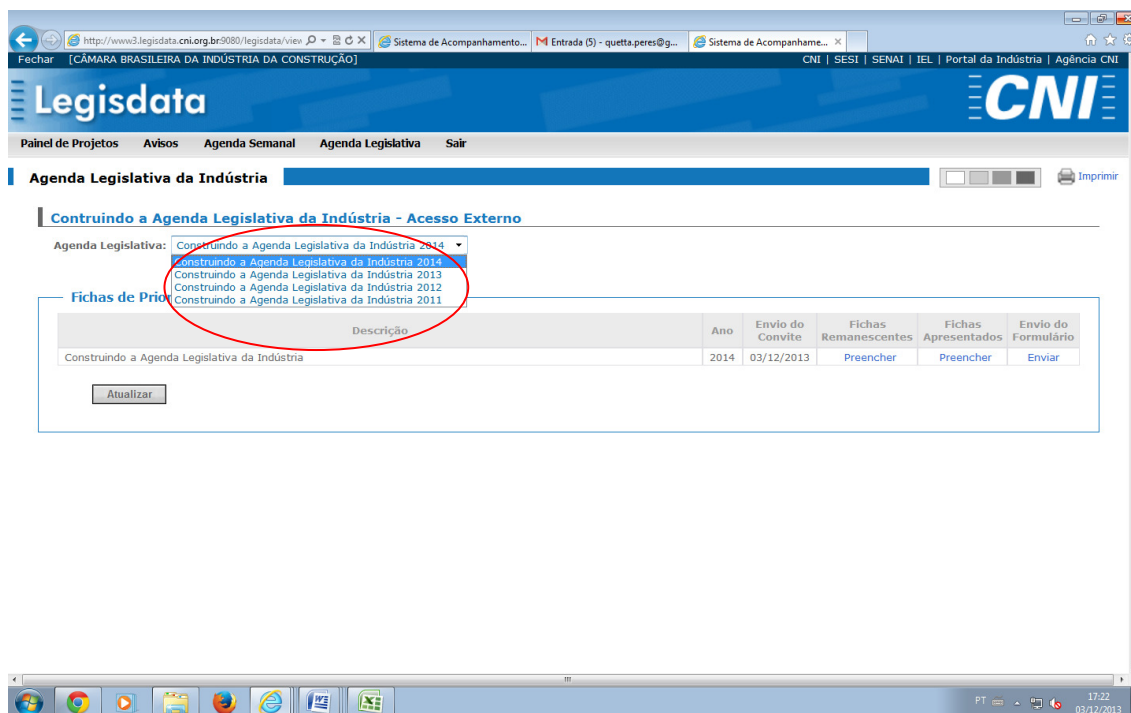 http://www3.legisdata.cni.org.br:9080/legisdata/view
Sistema de Acompanhamento...
Entrada (5) - quetta.peres@g...
Sistema de Acompanhame...
Fechar [CÂMARA BRASILEIRA DA INDÚSTRIA DA CONSTRUÇÃO]
CNI | SESI | SENAI | IEL | Portal da Indústria | Agência CNI
Legisdata
CNI
Painel de Projetos Avisos Agenda Semanal Agenda Legislativa Sair
Agenda Legislativa da Indústria
Imprimir
Contruindo a Agenda Legislativa da Indústria - Acesso Externo
Agenda Legislativa: Construindo a Agenda Legislativa da Indústria 2014
Construindo a Agenda Legislativa da Indústria 2014
Construindo a Agenda Legislativa da Indústria 2013
Construindo a Agenda Legislativa da Indústria 2012
Construindo a Agenda Legislativa da Indústria 2011
Fichas de Prior
Descrição Ano Envio do Convite Fichas Remanescentes Fichas Apresentados Envio do Formulário
Construindo a Agenda Legislativa da Indústria 2014 03/12/2013 Preencher Preencher Enviar
Atualizar
PT
17:22
03/12/2013